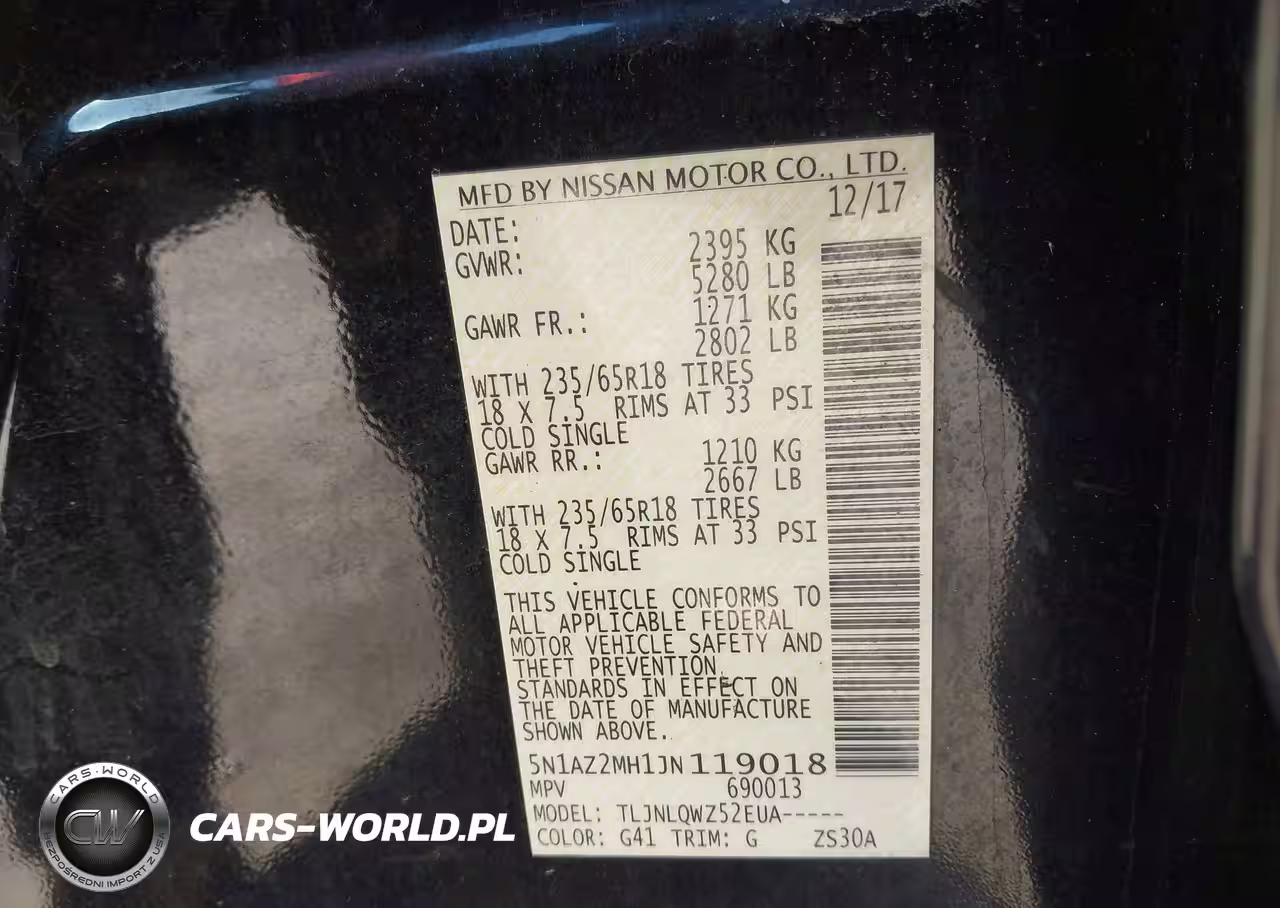 MFD BY NISSAN MOTOR CO., LTD.
12/17
DATE:
GVWR: 2395 KG
5280 LB
GAWR FR.: 1271 KG
2802 LB
WITH 235/65R18 TIRES
18 X 7.5 RIMS AT 33 PSI
COLD SINGLE
GAWR RR.: 1210 KG
2667 LB
WITH 235/65R18 TIRES
18 X 7.5 RIMS AT 33 PSI
COLD SINGLE
THIS VEHICLE CONFORMS TO
ALL APPLICABLE FEDERAL
MOTOR VEHICLE SAFETY AND
THEFT PREVENTION
STANDARDS IN EFFECT ON
THE DATE OF MANUFACTURE
SHOWN ABOVE.
5N1AZ2MH1JN119018
MPV 690013
MODEL: TLJNLQWZ52EUA-----
COLOR: G41 TRIM: G ZS30A
CARS-WORLD
CW
BEZPOŚREDNI IMPORT Z USA
CARS-WORLD.PL